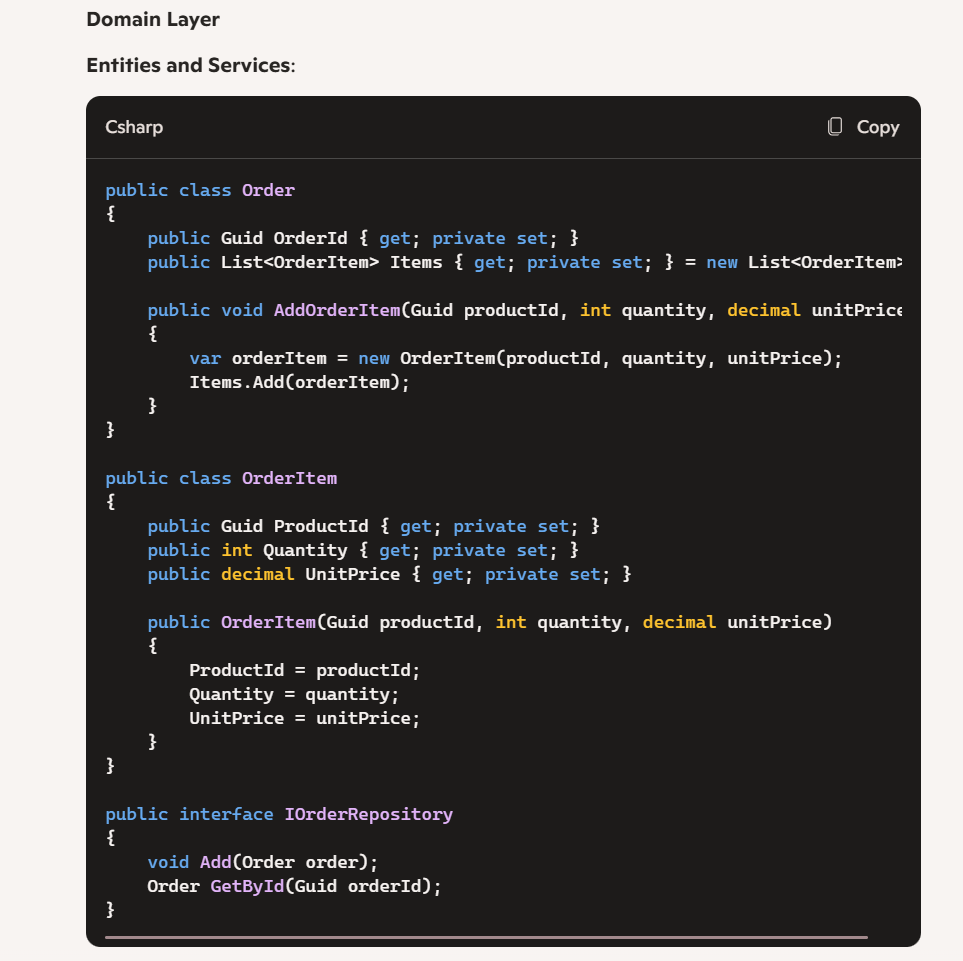 Domain Layer
Entities and Services:
Csharp
Copy
public class Order
{
    public Guid OrderId { get; private set; }
    public List<OrderItem> Items { get; private set; } = new List<OrderItem>
    public void AddOrderItem(Guid productId, int quantity, decimal unitPrice
    {
        var orderItem = new OrderItem(productId, quantity, unitPrice);
        Items.Add(orderItem);
    }
}
public class OrderItem
{
    public Guid ProductId { get; private set; }
    public int Quantity { get; private set; }
    public decimal UnitPrice { get; private set; }
    public OrderItem(Guid productId, int quantity, decimal unitPrice)
    {
        ProductId = productId;
        Quantity = quantity;
        UnitPrice = unitPrice;
    }
}
public interface IOrderRepository
{
    void Add(Order order);
    Order GetById(Guid orderId);
}